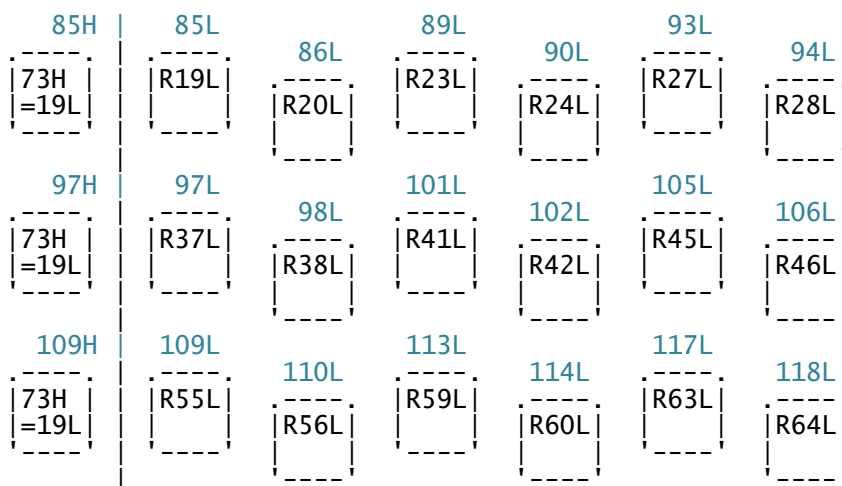 85H | 85L 89L 93L
86L 90L 94L
73H R19L R23L R27L
=19L R20L R24L R28L
97H | 97L 101L 105L
98L 102L 106L
73H R37L R41L R45L
=19L R38L R42L R46L
109H | 109L 113L 117L
110L 114L 118L
73H R55L R59L R63L
=19L R56L R60L R64L